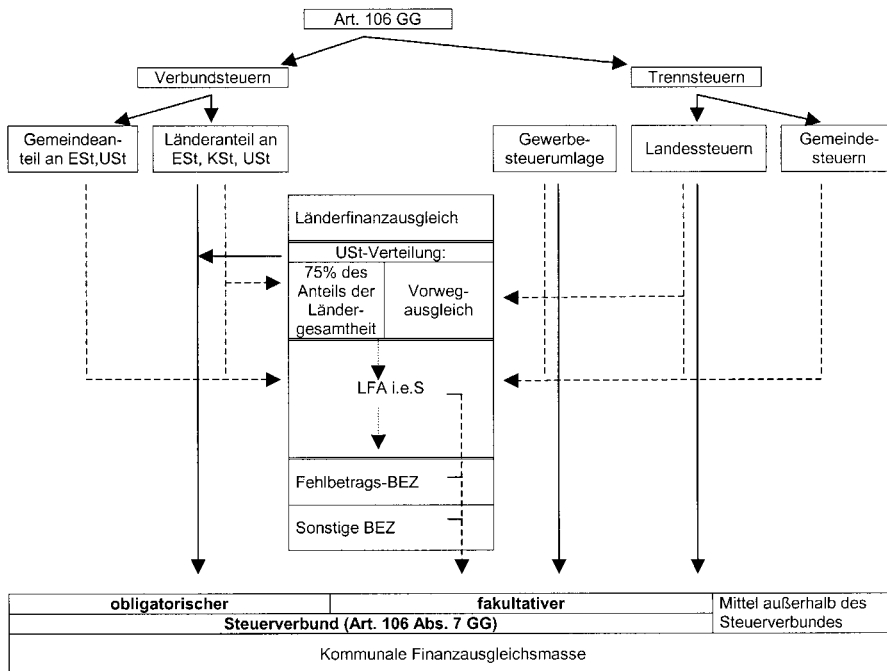 Art. 106 GG
Verbundsteuern
Trennsteuern
Gemeindean-
teil an ESt,USt
Länderanteil an
ESt, KSt, USt
Gewerbe-
steuerumlage
Landessteuern
Gemeinde-
steuern
Länderfinanzausgleich
USt-Verteilung:
75% des
Anteils der
Länder-
gesamtheit
Vorweg-
ausgleich
LFA i.e.S
Fehlbetrags-BEZ
Sonstige BEZ
obligatorischer
fakultativer
Steuerverbund (Art. 106 Abs. 7 GG)
Mittel außerhalb des
Steuerverbundes
Kommunale Finanzausgleichsmasse